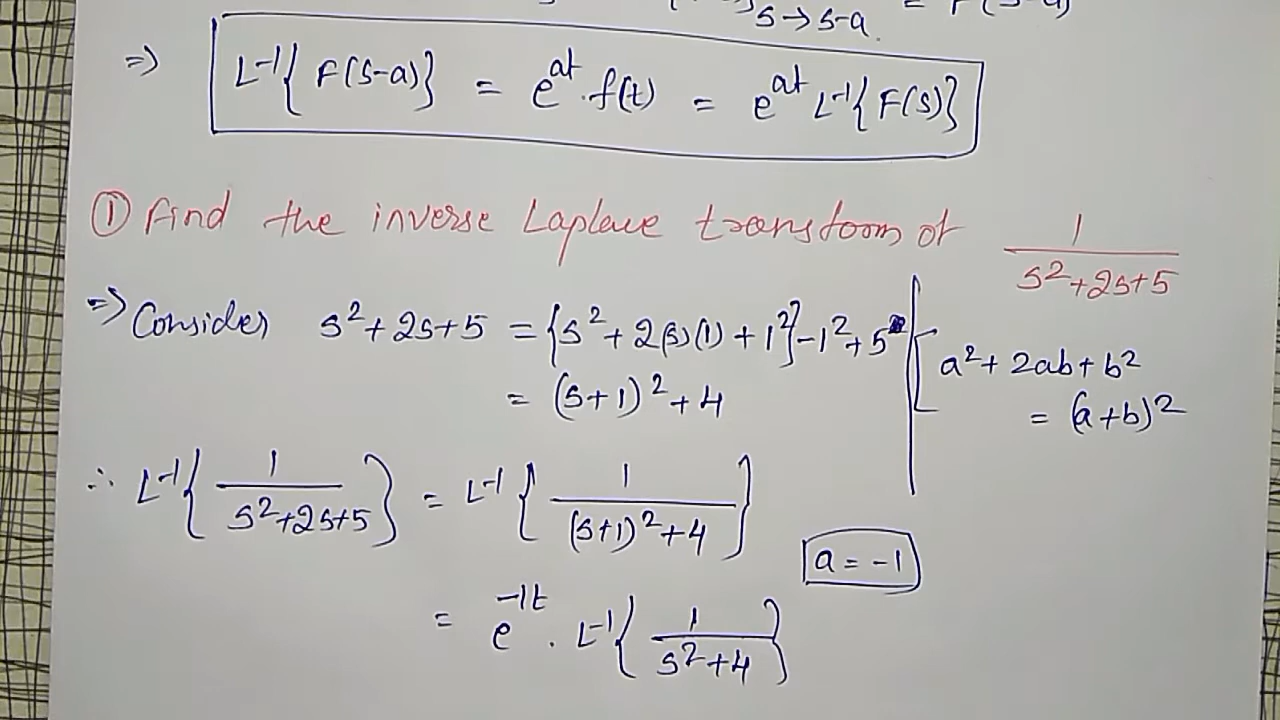 s→s-a
⇒ L⁻¹{F(s-a)} = e^at . f(t) = e^at L⁻¹{F(s)}
① Find the inverse Laplace transform of 1/(s²+2s+5)
⇒ Consider s²+2s+5 = {s²+2(s)(1)+1²}-1²+5
= (s+1)²+4
a²+2ab+b²
= (a+b)²
∴ L⁻¹{1/(s²+2s+5)} = L⁻¹{1/((s+1)²+4)}
a = -1
= e^-1t . L⁻¹{1/(s²+4)}